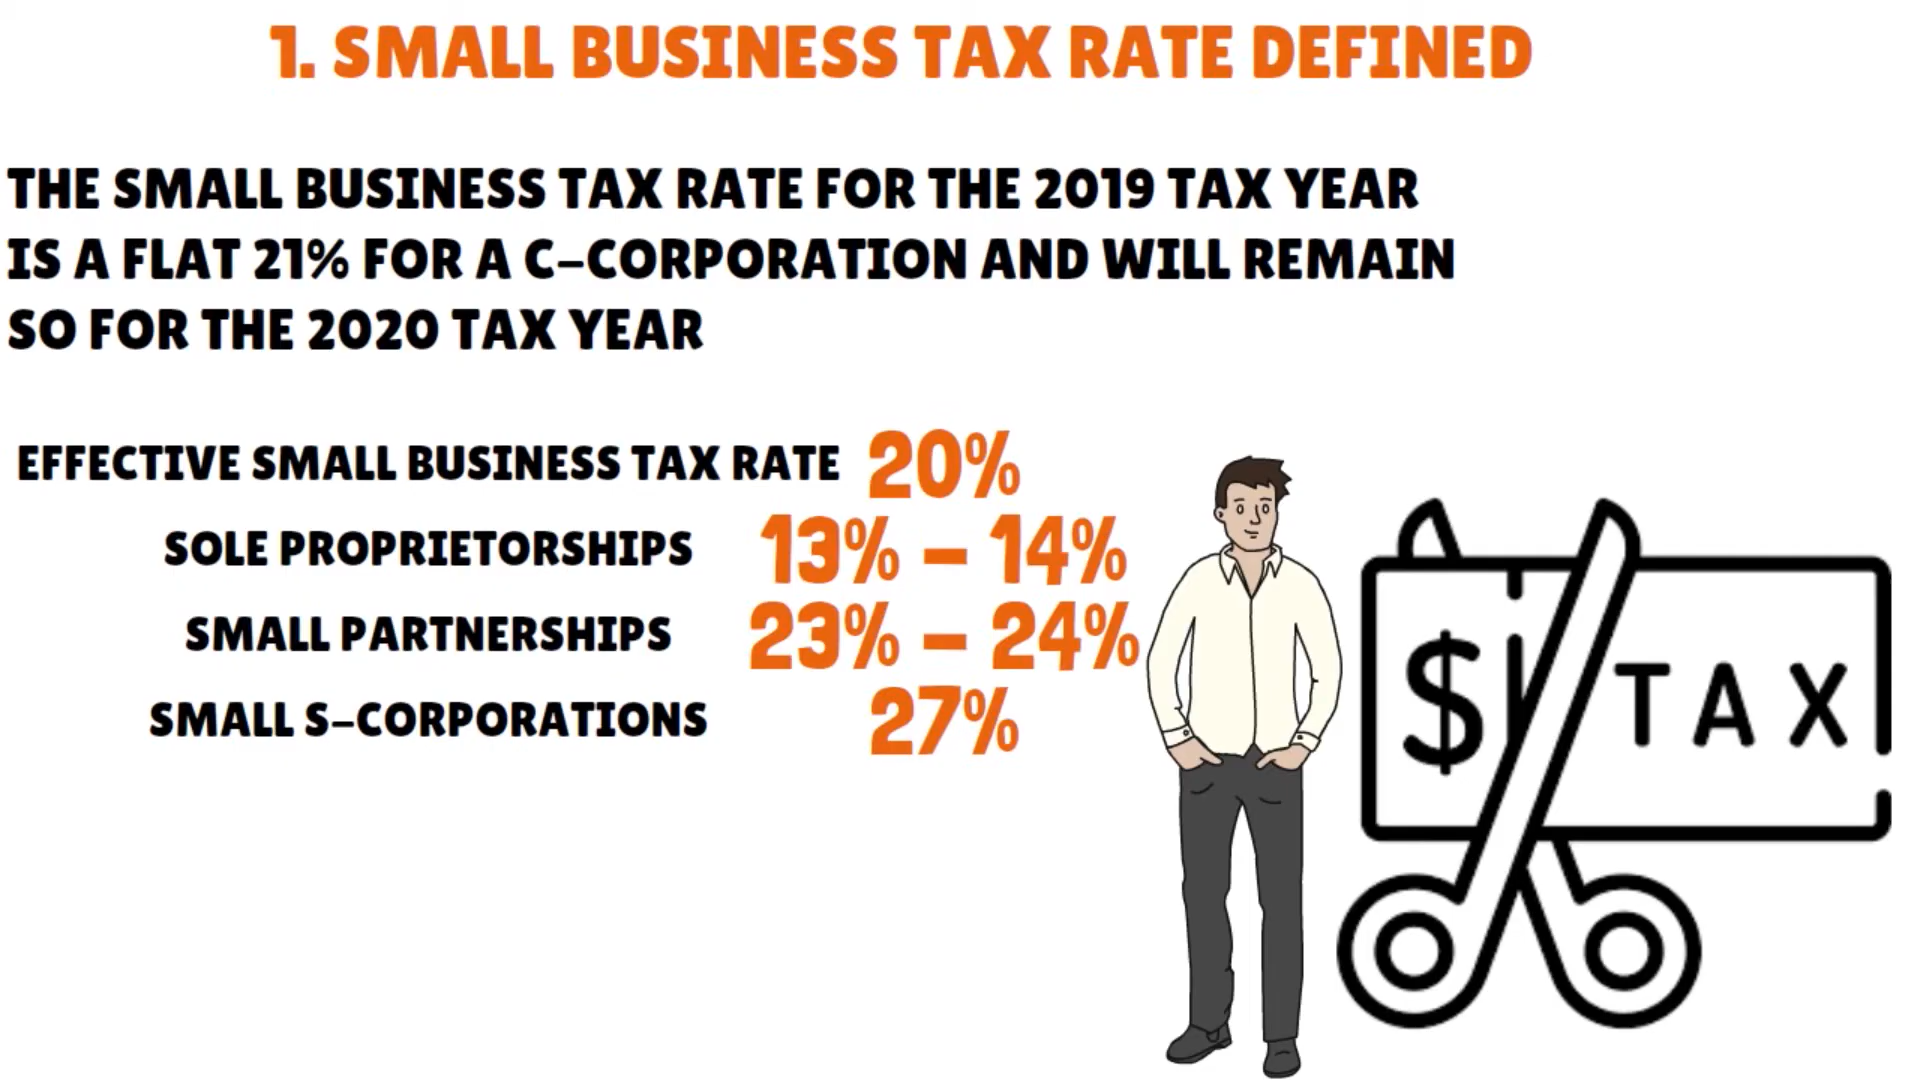 1. SMALL BUSINESS TAX RATE DEFINED
THE SMALL BUSINESS TAX RATE FOR THE 2019 TAX YEAR
IS A FLAT 21% FOR A C-CORPORATION AND WILL REMAIN
SO FOR THE 2020 TAX YEAR
EFFECTIVE SMALL BUSINESS TAX RATE 20%
SOLE PROPRIETORSHIPS 13% - 14%
SMALL PARTNERSHIPS 23% - 24%
SMALL S-CORPORATIONS 27%
$ TAX